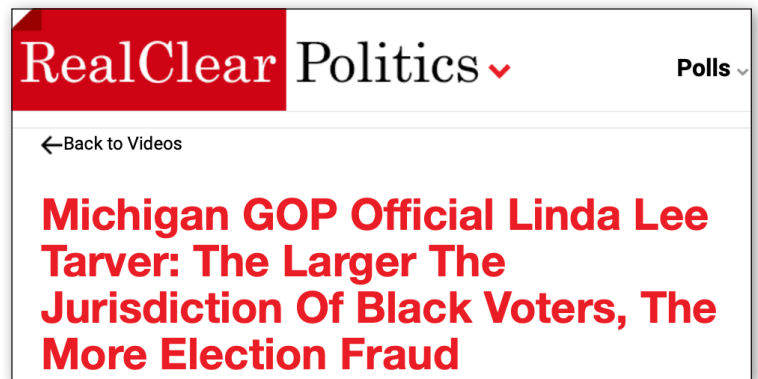 RealClear Politics
Polls
Back to Videos
Michigan GOP Official Linda Lee
Tarver: The Larger The
Jurisdiction Of Black Voters, The
More Election Fraud